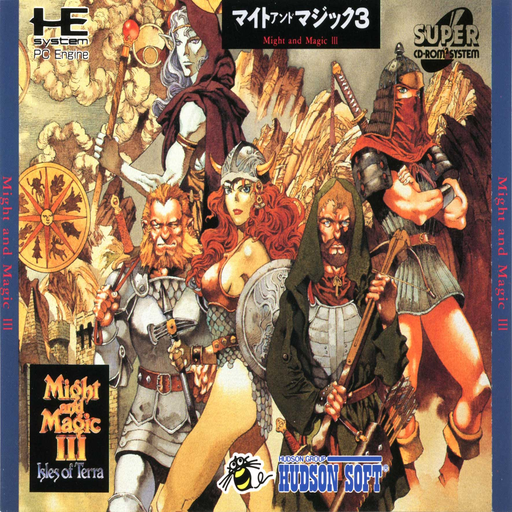 HE
system
PC Engine
マイトアンドマジック3
Might and Magic III
SUPER
CD-ROM² SYSTEM
Might and Magic III
Might and Magic III
Might
and
Magic
III
Isles of Terra
HUDSON GROUP
HUDSON SOFT®